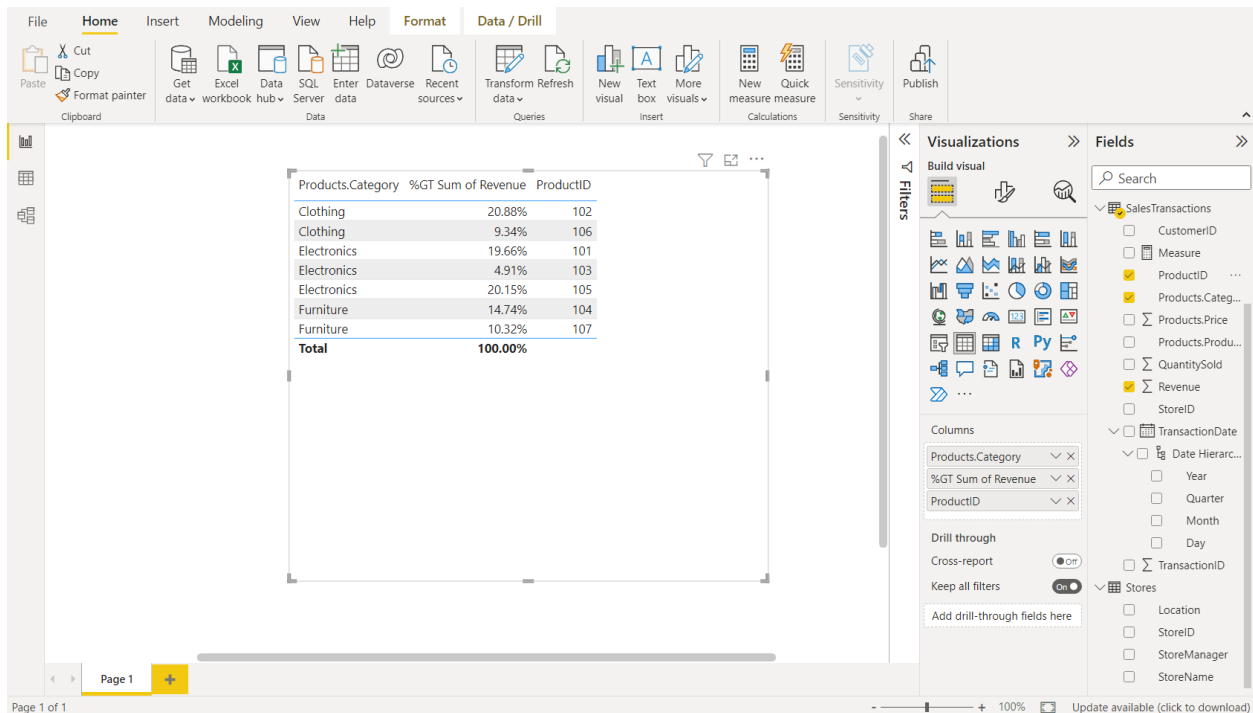 File Home Insert Modeling View Help Format Data / Drill
Paste
Cut
Copy
Format painter
Clipboard
Get data
Excel workbook
Data hub
SQL Server
Enter data
Dataverse
Recent sources
Data
Transform data
Refresh
Queries
New visual
Text box
More visuals
Insert
New measure
Quick measure
Calculations
Sensitivity
Sensitivity
Publish
Share
Products.Category %GT Sum of Revenue ProductID
Clothing 20.88% 102
Clothing 9.34% 106
Electronics 19.66% 101
Electronics 4.91% 103
Electronics 20.15% 105
Furniture 14.74% 104
Furniture 10.32% 107
Total 100.00%
Filters
Visualizations
Build visual
123
R
Py
...
Columns
Products.Category
%GT Sum of Revenue
ProductID
Drill through
Cross-report Off
Keep all filters On
Add drill-through fields here
Fields
Search
SalesTransactions
CustomerID
Measure
ProductID ...
Products.Categ...
Products.Price
Products.Produ...
QuantitySold
Revenue
StoreID
TransactionDate
Date Hierarc...
Year
Quarter
Month
Day
TransactionID
Stores
Location
StoreID
StoreManager
StoreName
Page 1 +
Page 1 of 1
- + 100%
Update available (click to download)